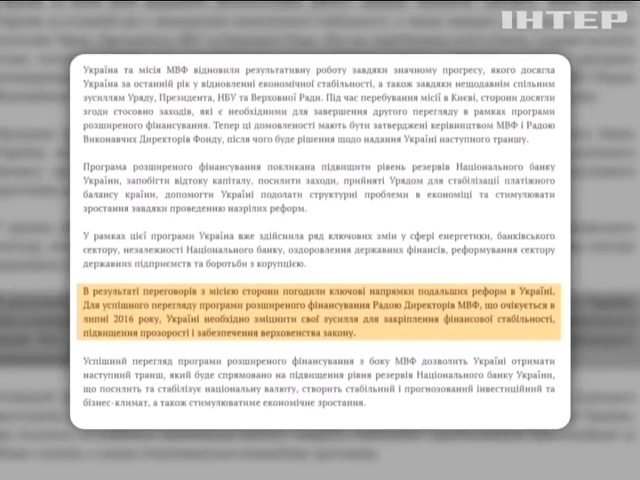 ІНТЕР
Україна та місія МВФ відновили результативну роботу завдяки значному прогресу, якого досягла
Україна за останній рік у відновленні економічної стабільності, а також завдяки нещодавнім спільним
зусиллям Уряду, Президента, НБУ та Верховної Ради. Під час перебування місії в Києві, сторони досягли
згоди стосовно заходів, які є необхідними для завершення другого перегляду в рамках програми
розширеного фінансування. Тепер ці домовленості мають бути затверджені керівництвом МВФ і Радою
Виконавчих Директорів Фонду, після чого буде рішення щодо надання Україні наступного траншу.
Програма розширеного фінансування покликана підвищити рівень резервів Національного банку
України, запобігти відтоку капіталу, посилити заходи, прийняті Урядом для стабілізації платіжного
балансу країни, допомогти Україні подолати структурні проблеми в економіці та стимулювати
зростання завдяки проведенню назрілих реформ.
У рамках цієї програми Україна вже здійснила ряд ключових змін у сфері енергетики, банківського
сектору, незалежності Національного банку, оздоровлення державних фінансів, реформування сектору
державних підприємств та боротьби з корупцією.
В результаті переговорів з місією сторони погодили ключові напрямки подальших реформ в Україні.
Для успішного перегляду програми розширеного фінансування Радою Директорів МВФ, що очікується в
липні 2016 року, Україні необхідно зміцнити свої зусилля для закріплення фінансової стабільності,
підвищення прозорості і забезпечення верховенства закону.
Успішний перегляд програми розширеного фінансування з боку МВФ дозволить Україні отримати
наступний транш, який буде спрямовано на підвищення рівня резервів Національного банку України,
що посилить та стабілізує національну валюту, створить стабільний і прогнозований інвестиційний та
бізнес-климат, а також стимулюватиме економічне зростання.